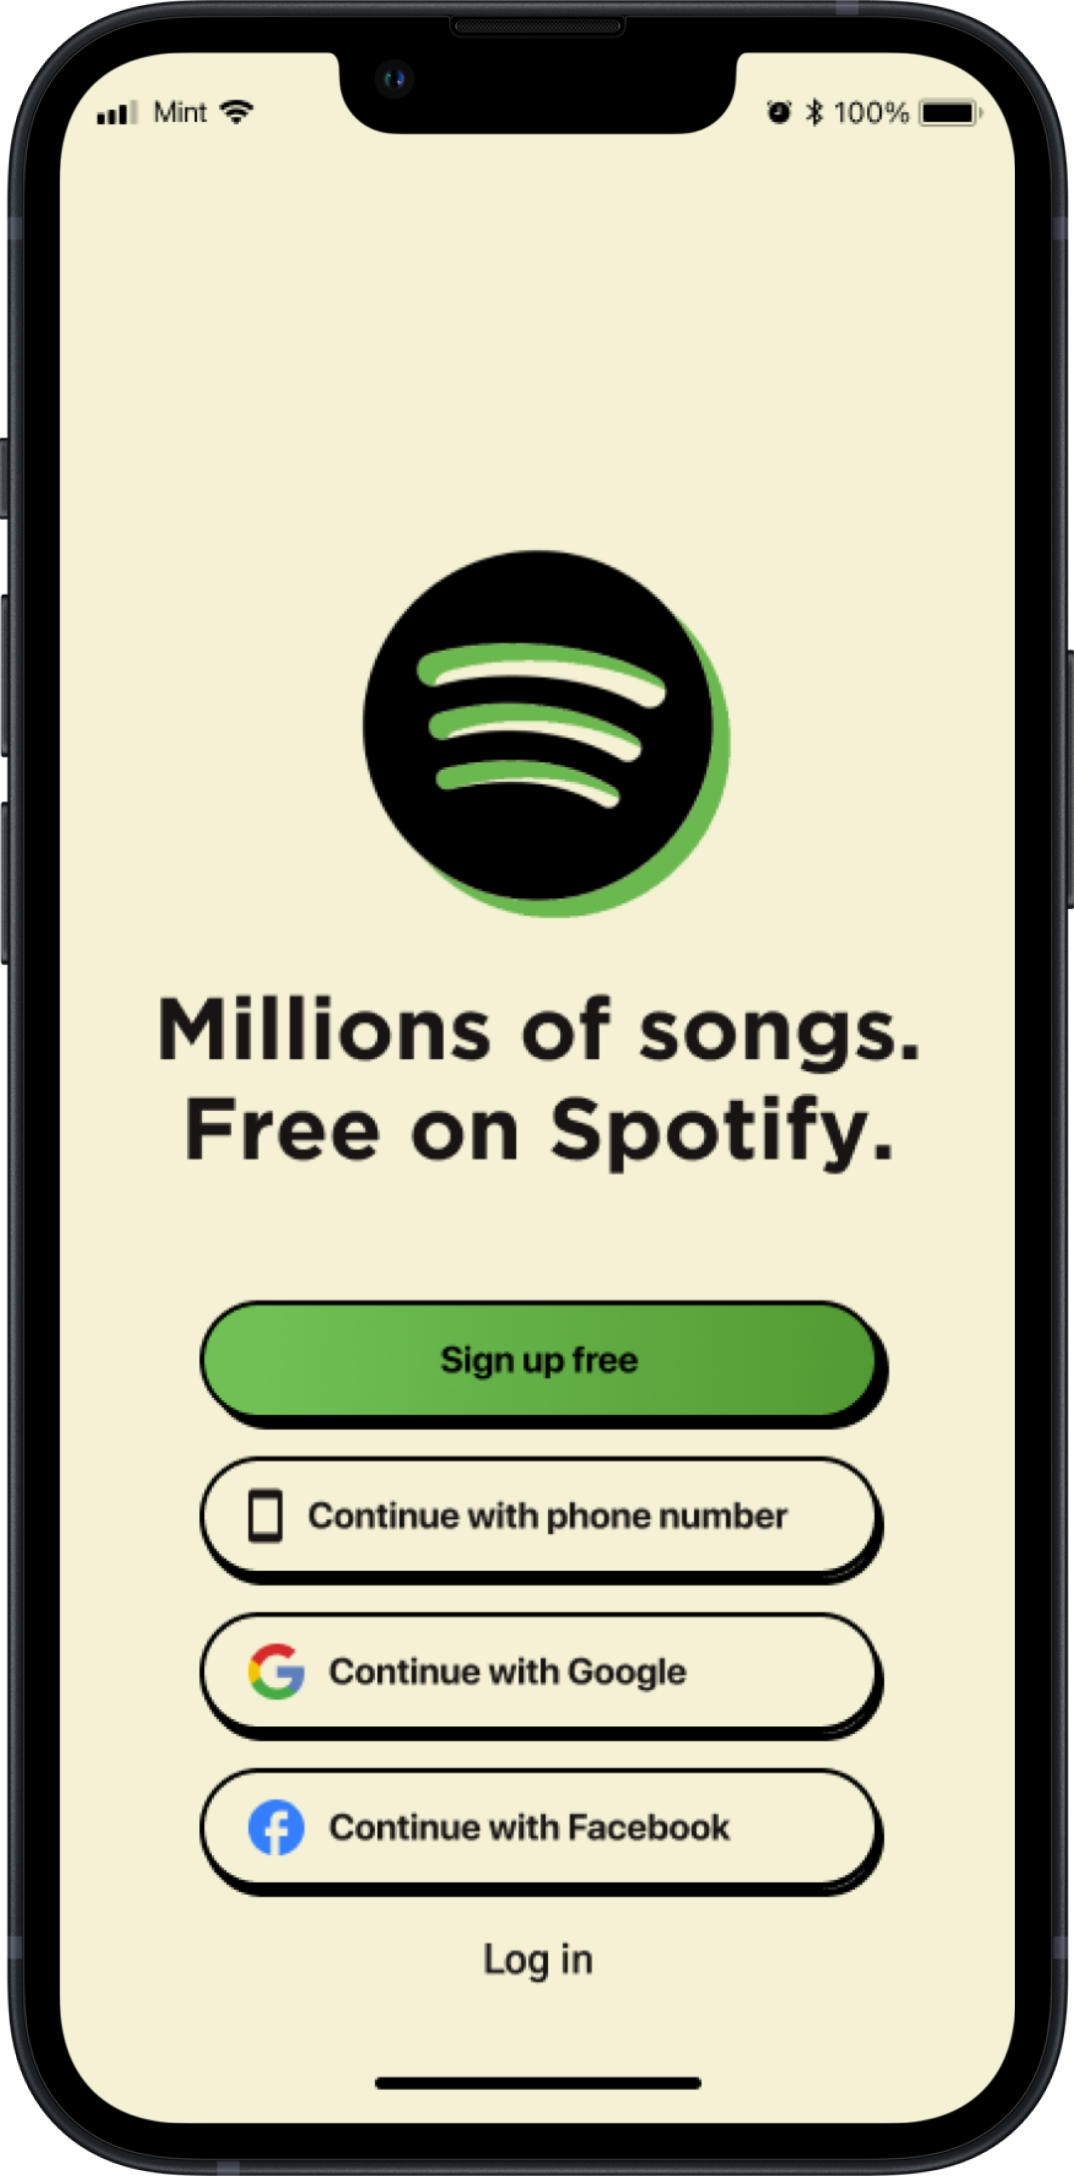 Mint 100%
Millions of songs.
Free on Spotify.
Sign up free
Continue with phone number
Continue with Google
Continue with Facebook
Log in